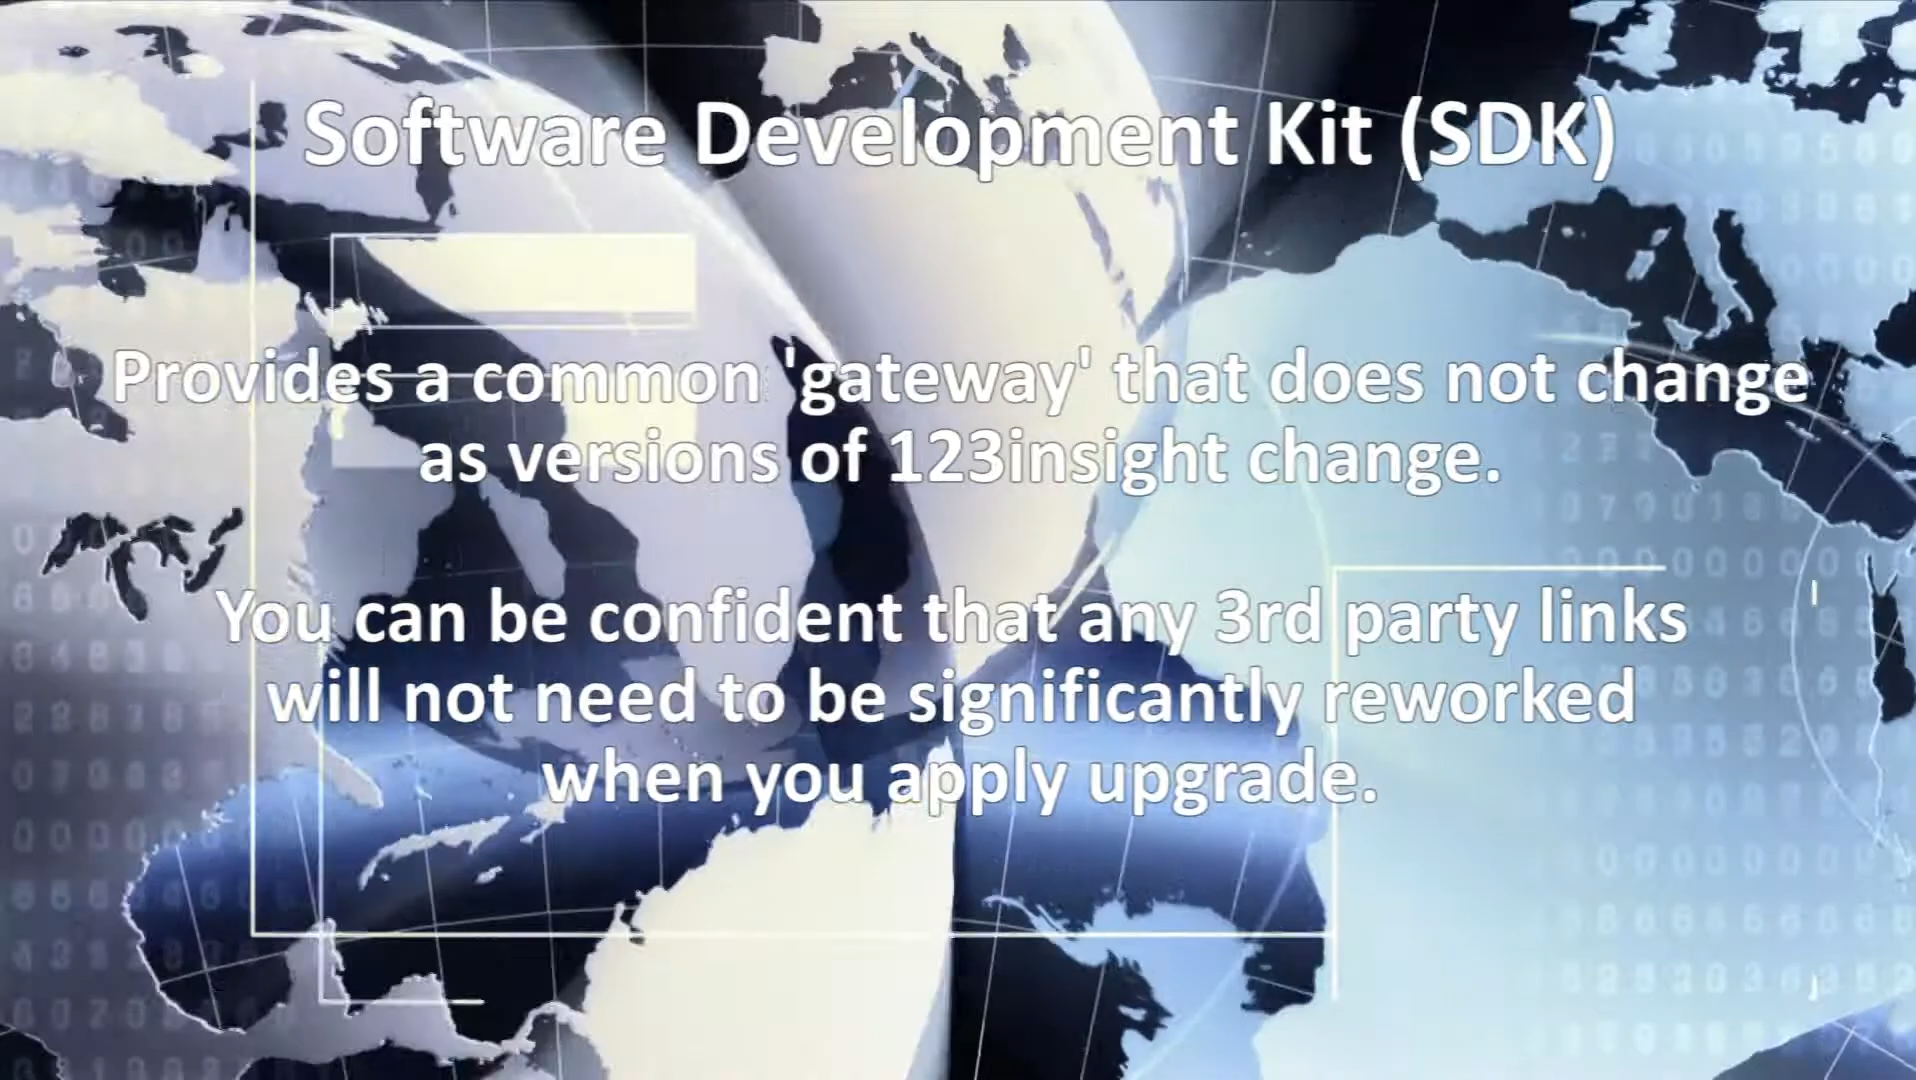 Software Development Kit (SDK)
Provides a common 'gateway' that does not change
as versions of 123insight change.
You can be confident that any 3rd party links
will not need to be significantly reworked
when you apply upgrade.